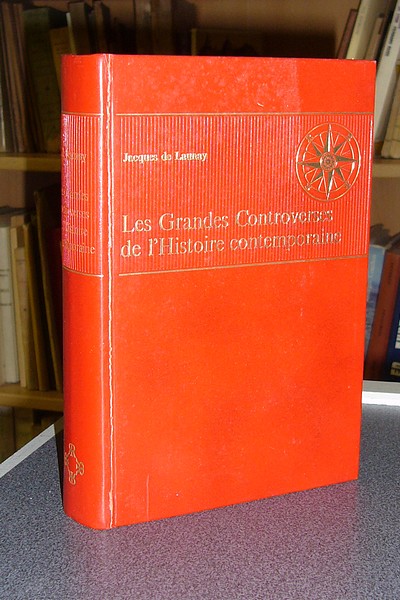 Jacques de Launay
Les Grandes Controverses
de l'Histoire contemporaine